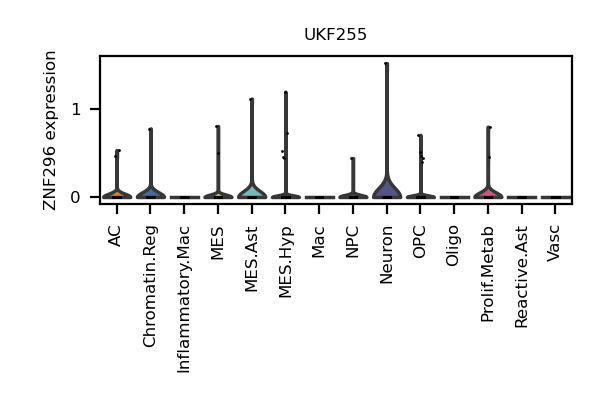 UKF255
ZNF296 expression
1
0
AC
Chromatin.Reg
Inflammatory.Mac
MES
MES.Ast
MES.Hyp
Mac
NPC
Neuron
OPC
Oligo
Prolif.Metab
Reactive.Ast
Vasc